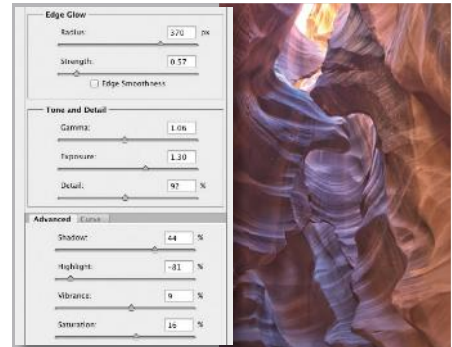 Edge Glow
Radius: 370 px
Strength: 0.57
Edge Smoothness
Tone and Detail
Gamma: 1.06
Exposure: 1.30
Detail: 92 %
Advanced Curve
Shadow: 44 %
Highlight: -81 %
Vibrance: 9 %
Saturation: 16 %